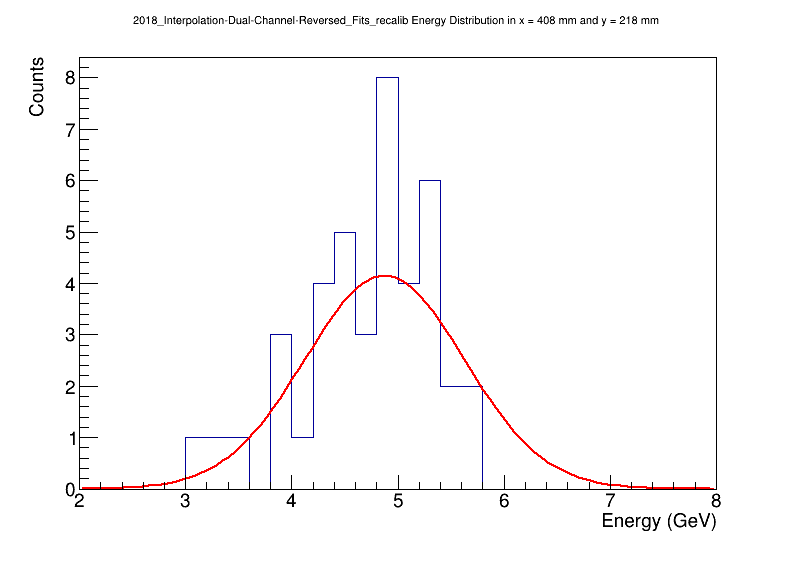 2018_Interpolation-Dual-Channel-Reversed_Fits_recalib Energy Distribution in x = 408 mm and y = 218 mm
Counts
8
7
6
5
4
3
2
1
0
2 3 4 5 6 7 8
Energy (GeV)